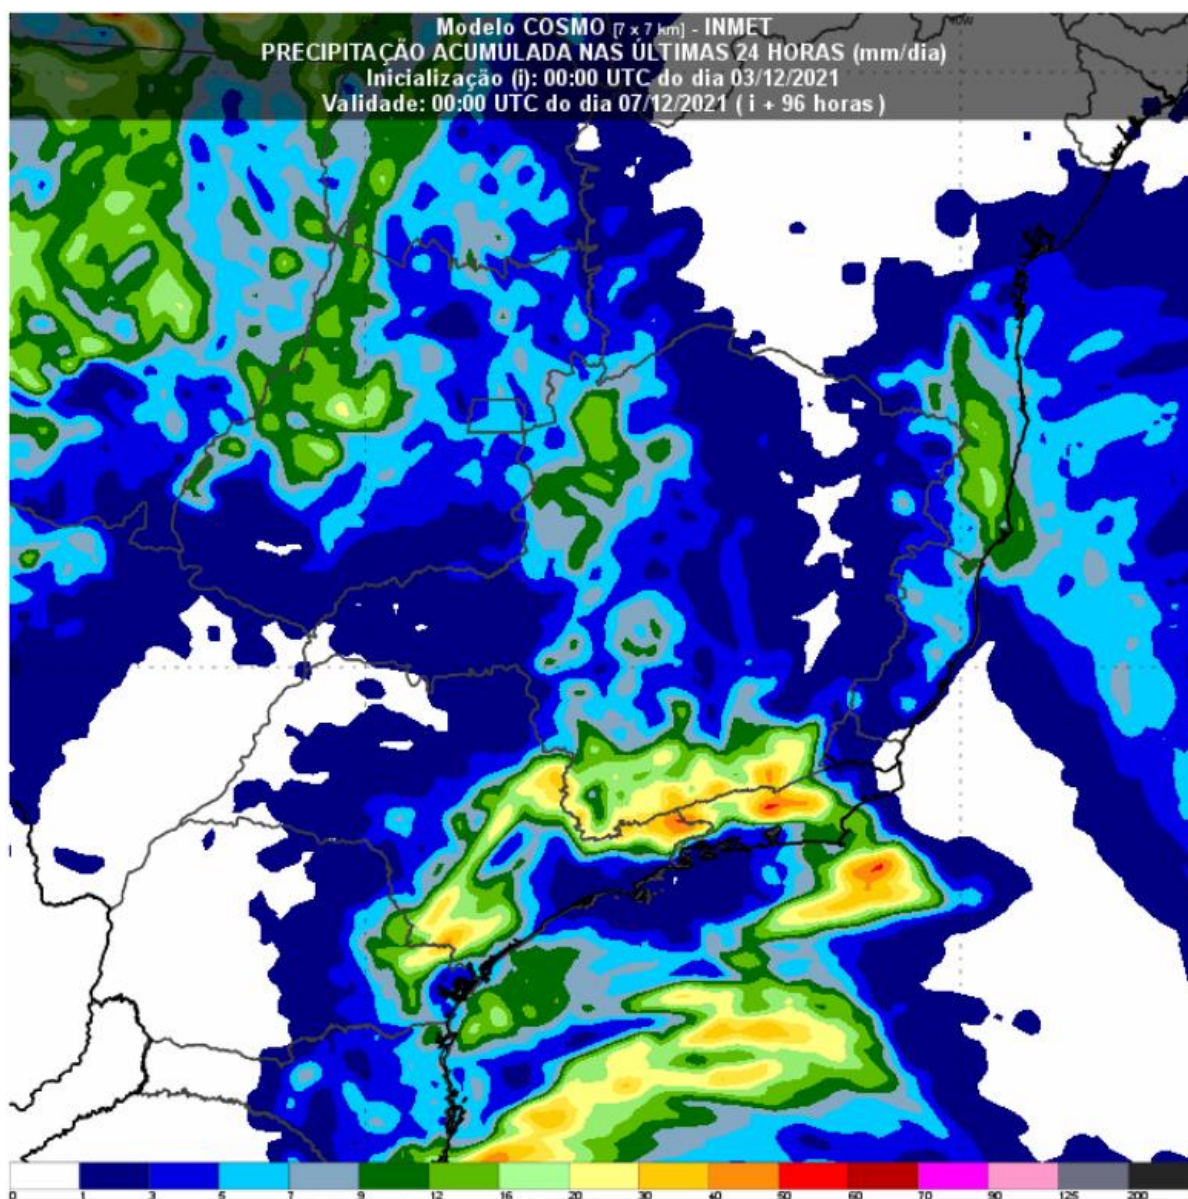 Modelo COSMO [7 x 7 km] - INMET
PRECIPITAÇÃO ACUMULADA NAS ÚLTIMAS 24 HORAS (mm/dia)
Inicialização (i): 00:00 UTC do dia 03/12/2021
Validade: 00:00 UTC do dia 07/12/2021 ( i + 96 horas )
0 1 3 5 7 9 12 16 20 30 40 50 60 70 90 125 200